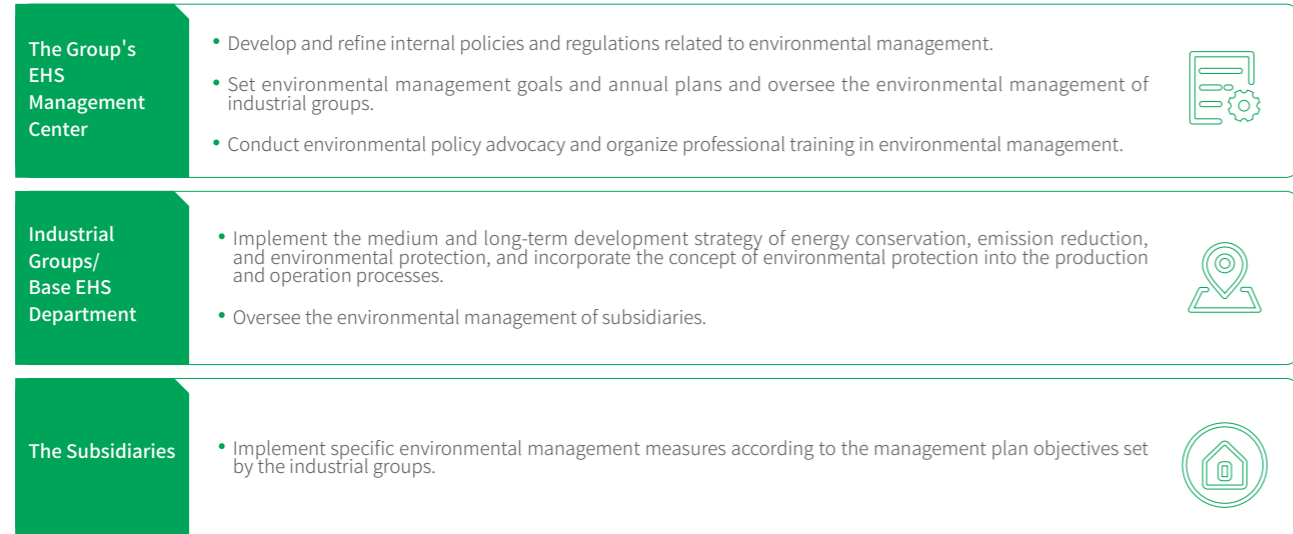 The Group's
EHS
Management
Center
• Develop and refine internal policies and regulations related to environmental management.
• Set environmental management goals and annual plans and oversee the environmental management of
industrial groups.
• Conduct environmental policy advocacy and organize professional training in environmental management.
Industrial
Groups/
Base EHS
Department
• Implement the medium and long-term development strategy of energy conservation, emission reduction,
and environmental protection, and incorporate the concept of environmental protection into the production
and operation processes.
• Oversee the environmental management of subsidiaries.
The Subsidiaries
• Implement specific environmental management measures according to the management plan objectives set
by the industrial groups.